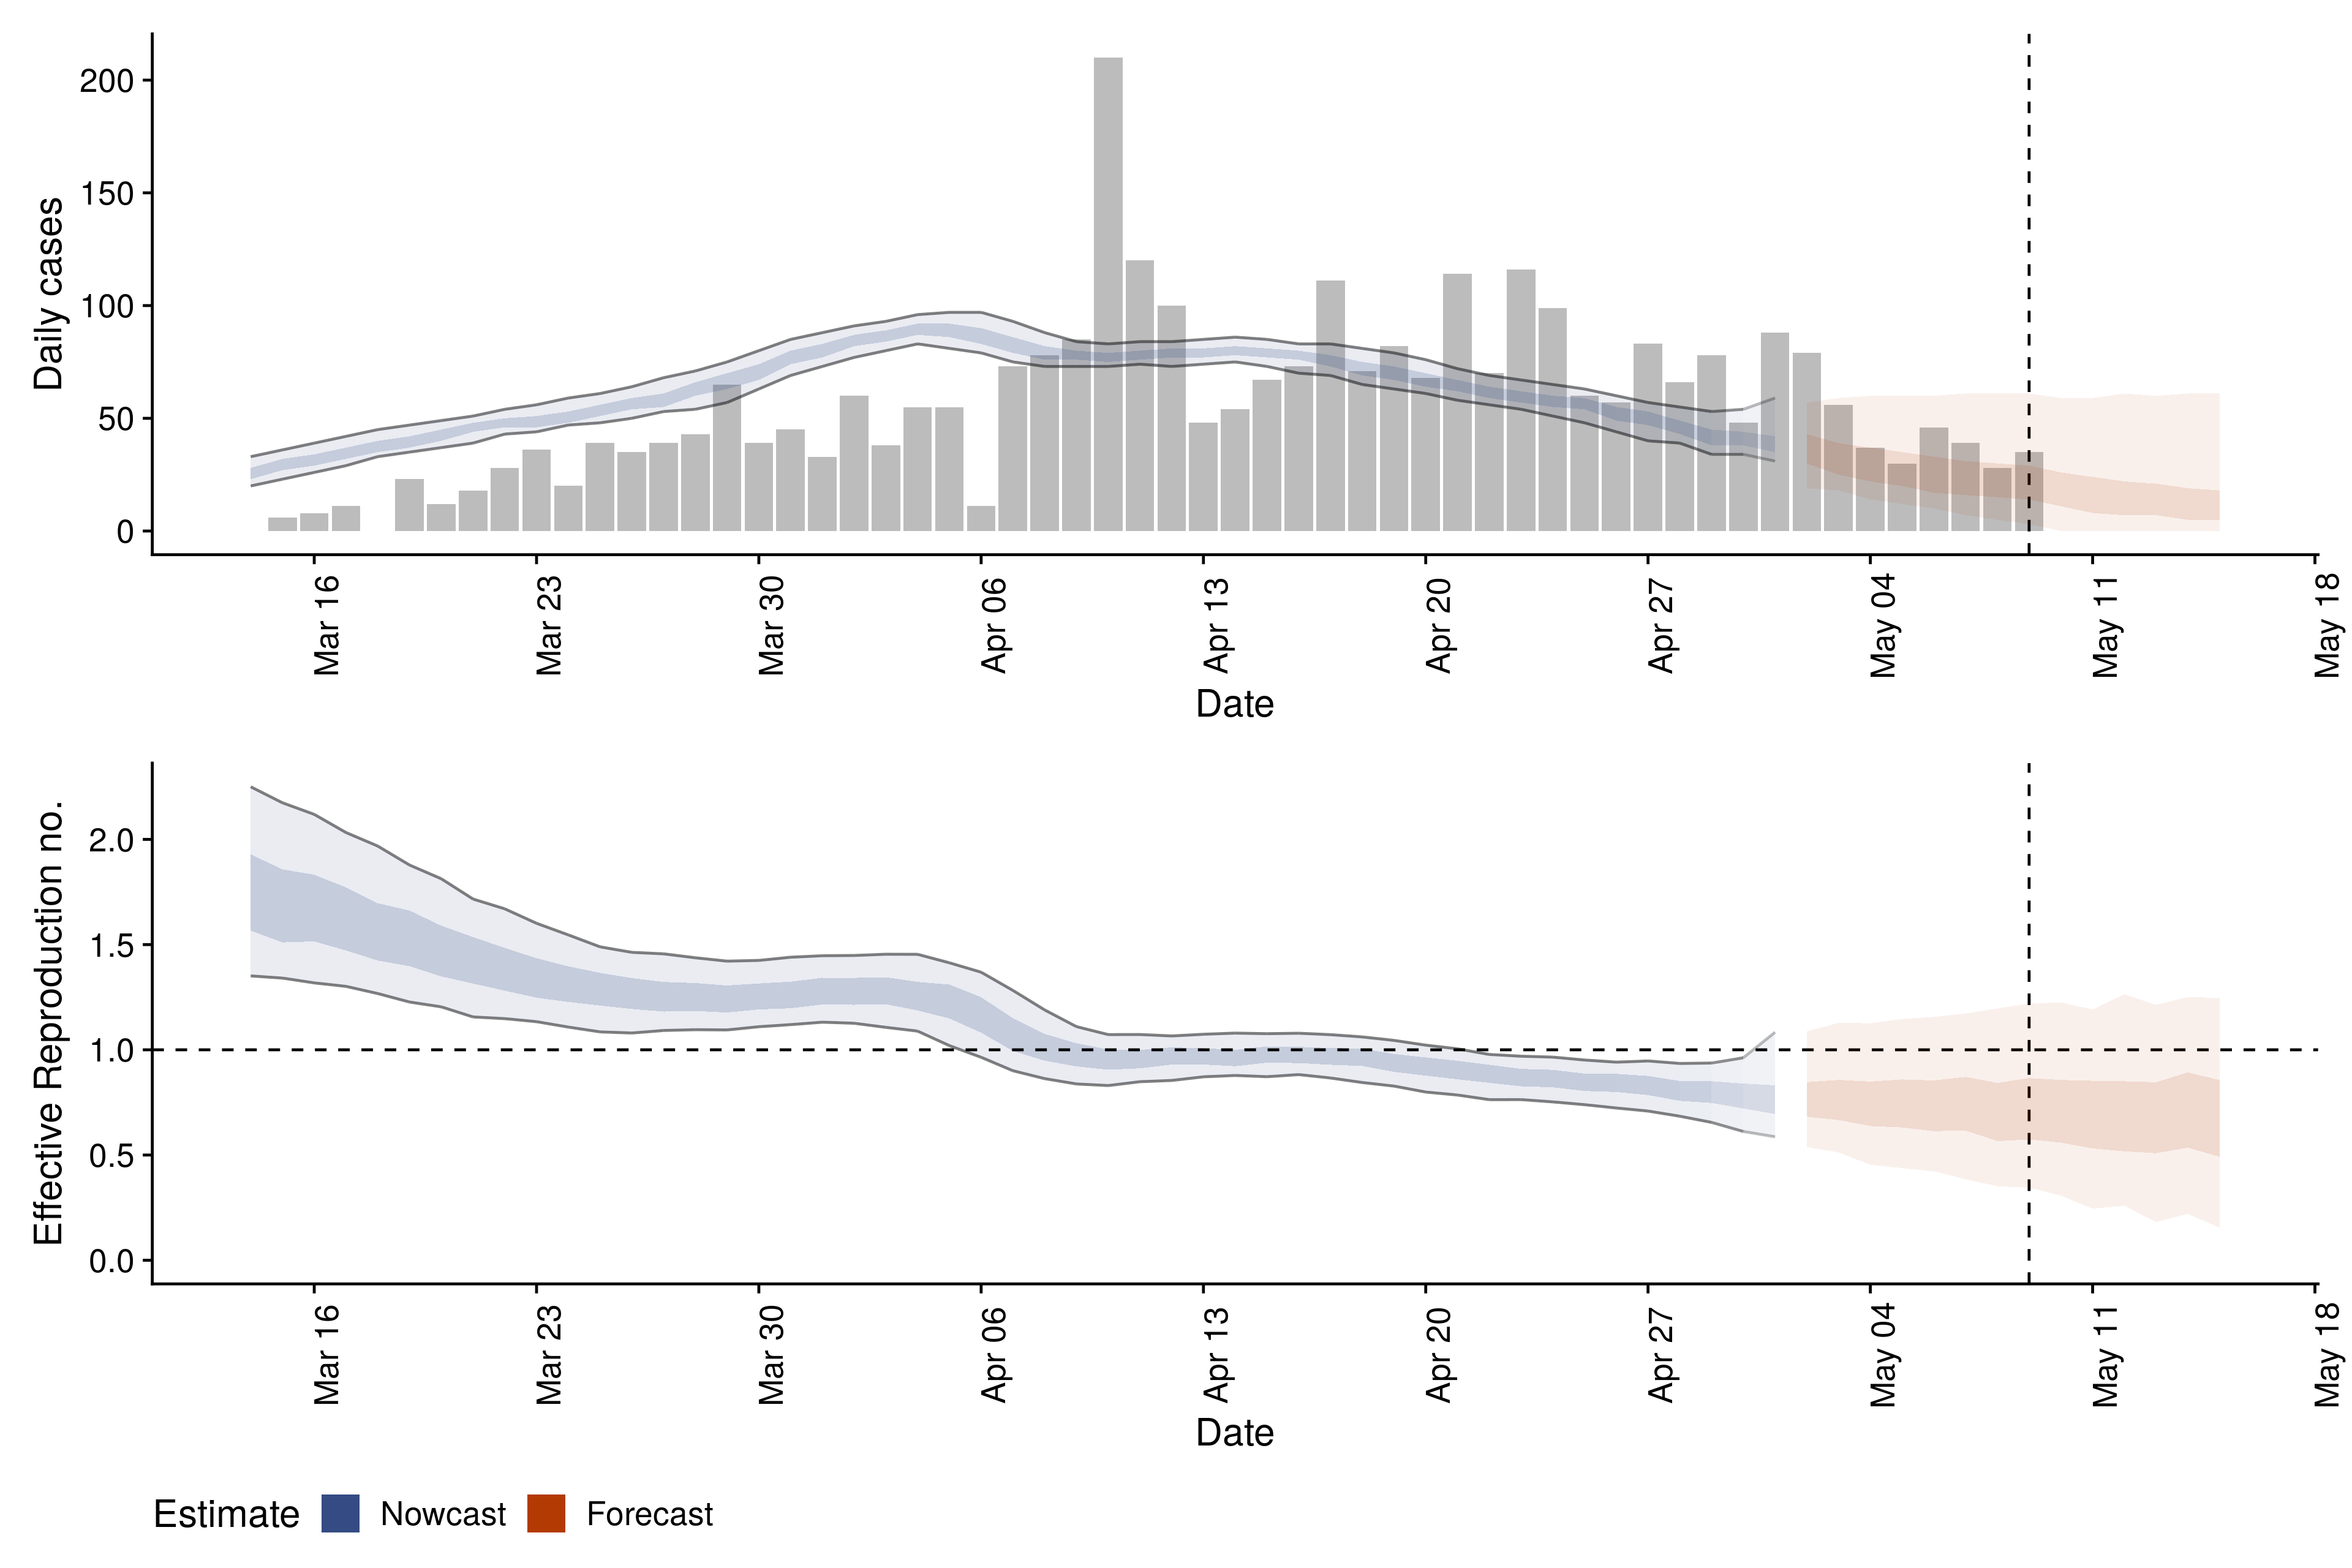 Daily cases
200
150
100
50
0
Mar 16
Mar 23
Mar 30
Apr 06
Apr 13
Apr 20
Apr 27
May 04
May 11
May 18
Date
Effective Reproduction no.
2.0
1.5
1.0
0.5
0.0
Mar 16
Mar 23
Mar 30
Apr 06
Apr 13
Apr 20
Apr 27
May 04
May 11
May 18
Date
Estimate Nowcast Forecast